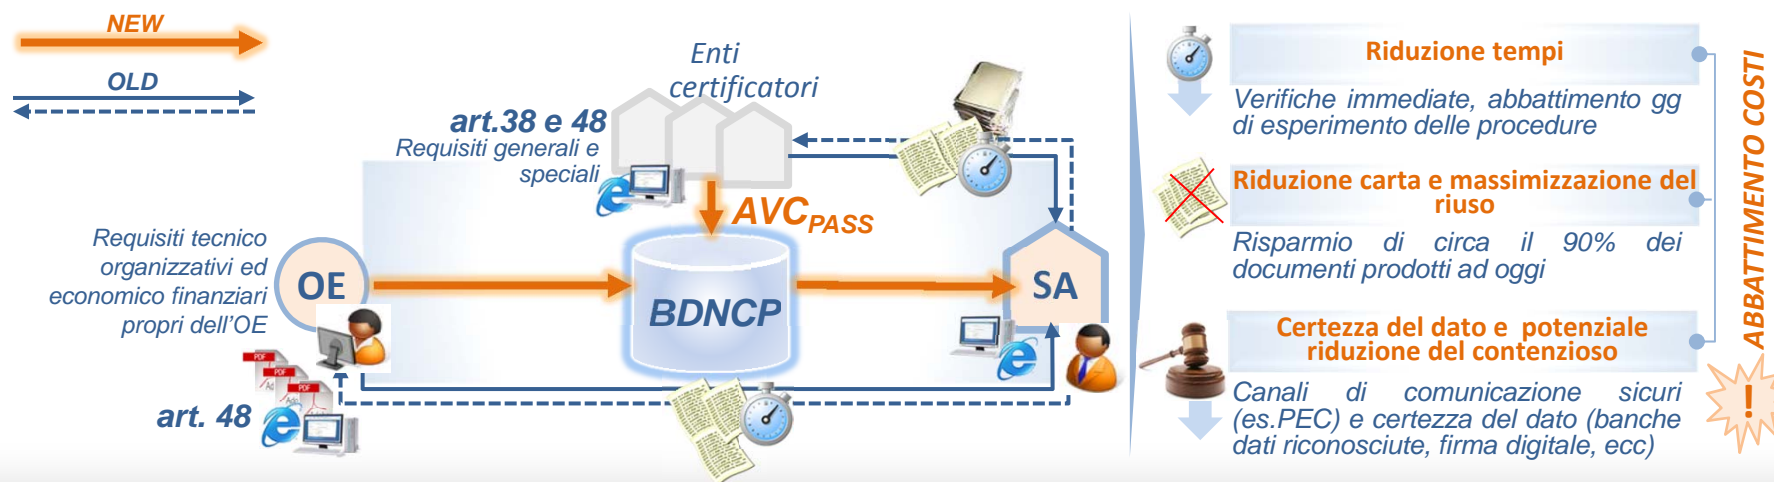 NEW
OLD
Enti
certificatori
art.38 e 48
Requisiti generali e
speciali
AVCPASS
Requisiti tecnico
organizzativi ed
economico finanziari
propri dell'OE
OE
BDNCP
SA
PDF
PDF
PDF
art. 48
Riduzione tempi
Verifiche immediate, abbattimento gg
di esperimento delle procedure
Riduzione carta e massimizzazione del
riuso
Risparmio di circa il 90% dei
documenti prodotti ad oggi
Certezza del dato e potenziale
riduzione del contenzioso
Canali di comunicazione sicuri
(es.PEC) e certezza del dato (banche
dati riconosciute, firma digitale, ecc)
ABBATTIMENTO COSTI
!